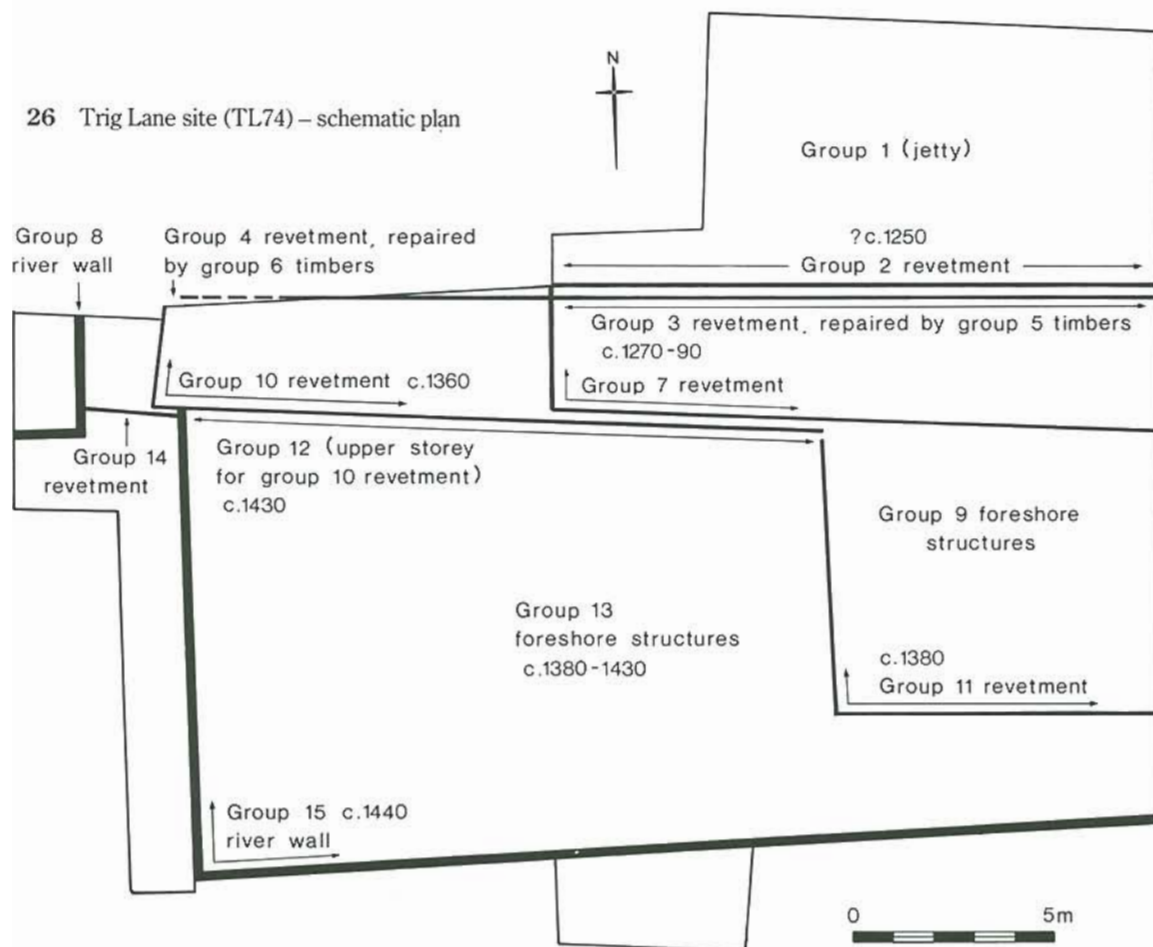 26 Trig Lane site (TL74) – schematic plan
N
Group 1 (jetty)
Group 8
river wall
Group 4 revetment, repaired
by group 6 timbers
?c.1250
Group 2 revetment
Group 3 revetment, repaired by group 5 timbers
c.1270-90
Group 10 revetment c.1360
Group 7 revetment
Group 14
revetment
Group 12 (upper storey
for group 10 revetment)
c.1430
Group 9 foreshore
structures
Group 13
foreshore structures
c.1380-1430
c.1380
Group 11 revetment
Group 15 c.1440
river wall
0 5m